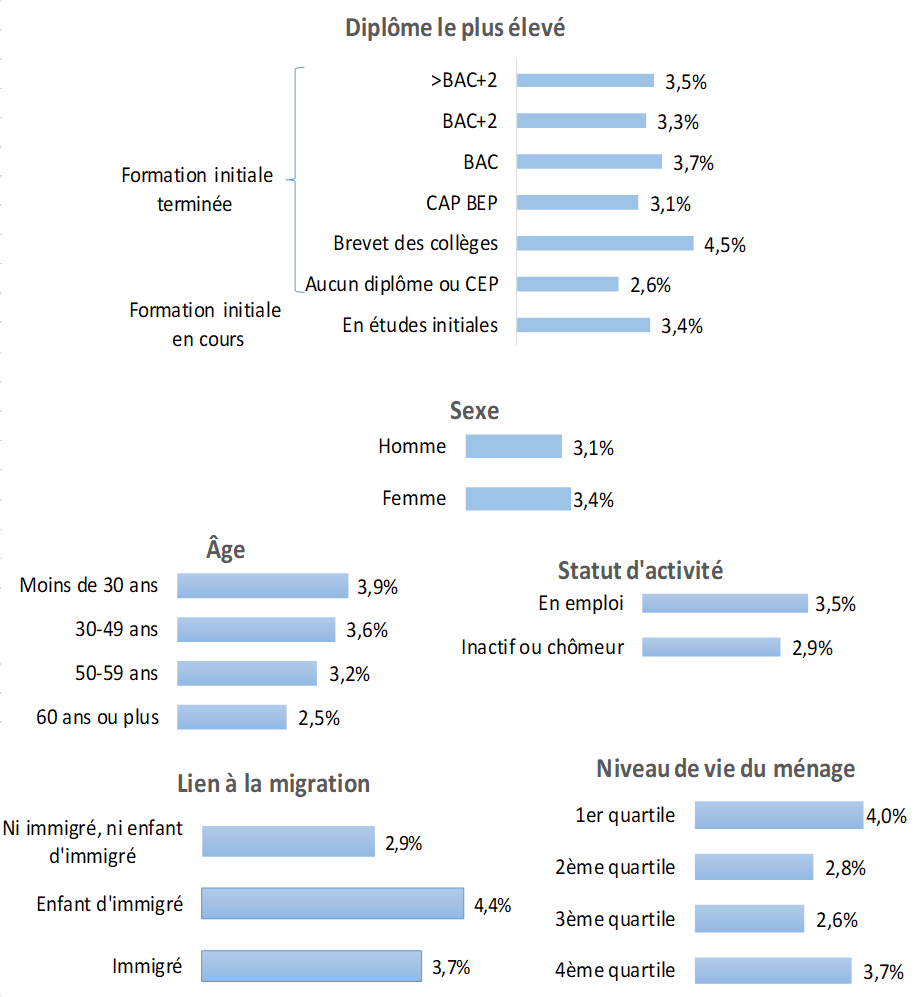 Diplôme le plus élevé
>BAC+2 3,5%
BAC+2 3,3%
BAC 3,7%
Formation initiale
terminée
CAP BEP 3,1%
Brevet des collèges 4,5%
Aucun diplôme ou CEP 2,6%
Formation initiale
en cours
En études initiales 3,4%
Sexe
Homme 3,1%
Femme 3,4%
Âge
Moins de 30 ans 3,9%
30-49 ans 3,6%
50-59 ans 3,2%
60 ans ou plus 2,5%
Statut d'activité
En emploi 3,5%
Inactif ou chômeur 2,9%
Lien à la migration
Ni immigré, ni enfant
d'immigré
2,9%
Enfant d'immigré 4,4%
Immigré 3,7%
Niveau de vie du ménage
1er quartile 4,0%
2ème quartile 2,8%
3ème quartile 2,6%
4ème quartile 3,7%